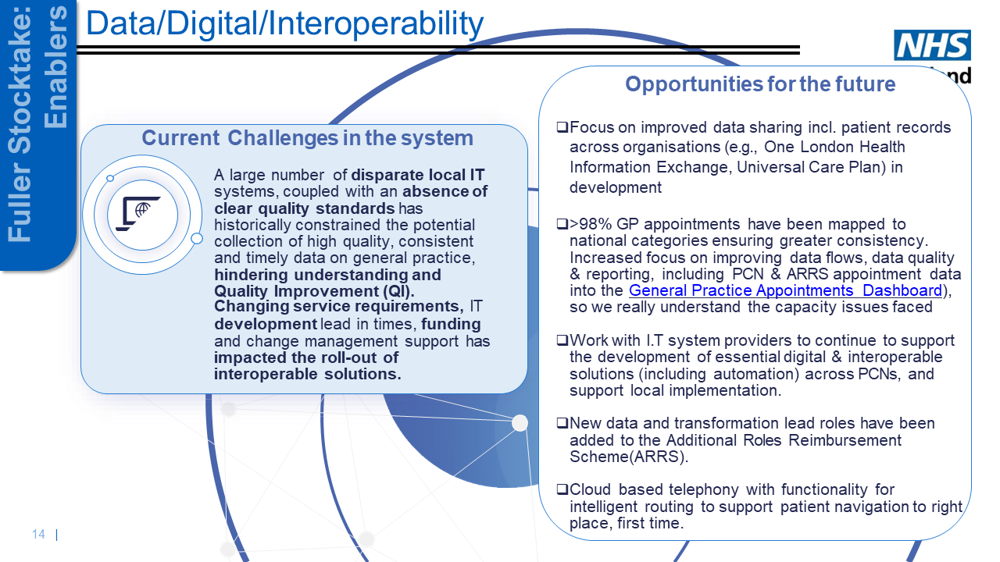 Fuller Stocktake:
Enablers
Data/Digital/Interoperability
NHS
Current Challenges in the system
A large number of disparate local IT
systems, coupled with an absence of
clear quality standards has
historically constrained the potential
collection of high quality, consistent
and timely data on general practice,
hindering understanding and
Quality Improvement (QI).
Changing service requirements, IT
development lead in times, funding
and change management support has
impacted the roll-out of
interoperable solutions.
Opportunities for the future
❑Focus on improved data sharing incl. patient records
across organisations (e.g., One London Health
Information Exchange, Universal Care Plan) in
development
❑>98% GP appointments have been mapped to
national categories ensuring greater consistency.
Increased focus on improving data flows, data quality
& reporting, including PCN & ARRS appointment data
into the General Practice Appointments Dashboard),
so we really understand the capacity issues faced
❑Work with I.T system providers to continue to support
the development of essential digital & interoperable
solutions (including automation) across PCNs, and
support local implementation.
❑New data and transformation lead roles have been
added to the Additional Roles Reimbursement
Scheme(ARRS).
❑Cloud based telephony with functionality for
intelligent routing to support patient navigation to right
place, first time.
14 |